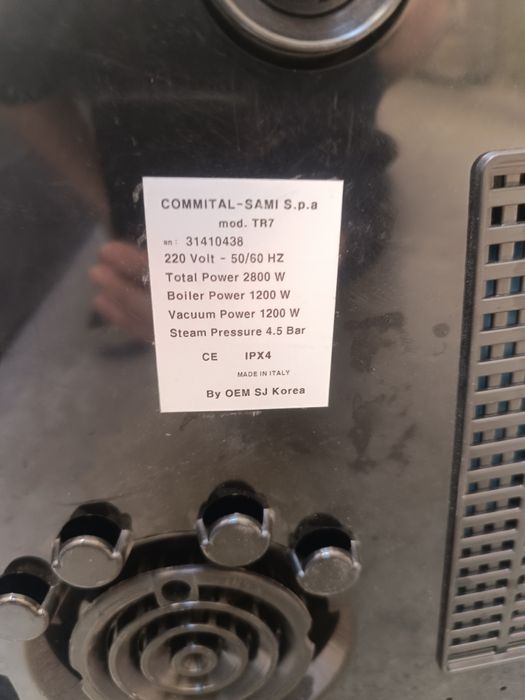 COMMITAL-SAMI S.p.a
mod. TR7
sn: 31410438
220 Volt - 50/60 HZ
Total Power 2800 W
Boiler Power 1200 W
Vacuum Power 1200 W
Steam Pressure 4.5 Bar
CE IPX4
MADE IN ITALY
By OEM SJ Korea